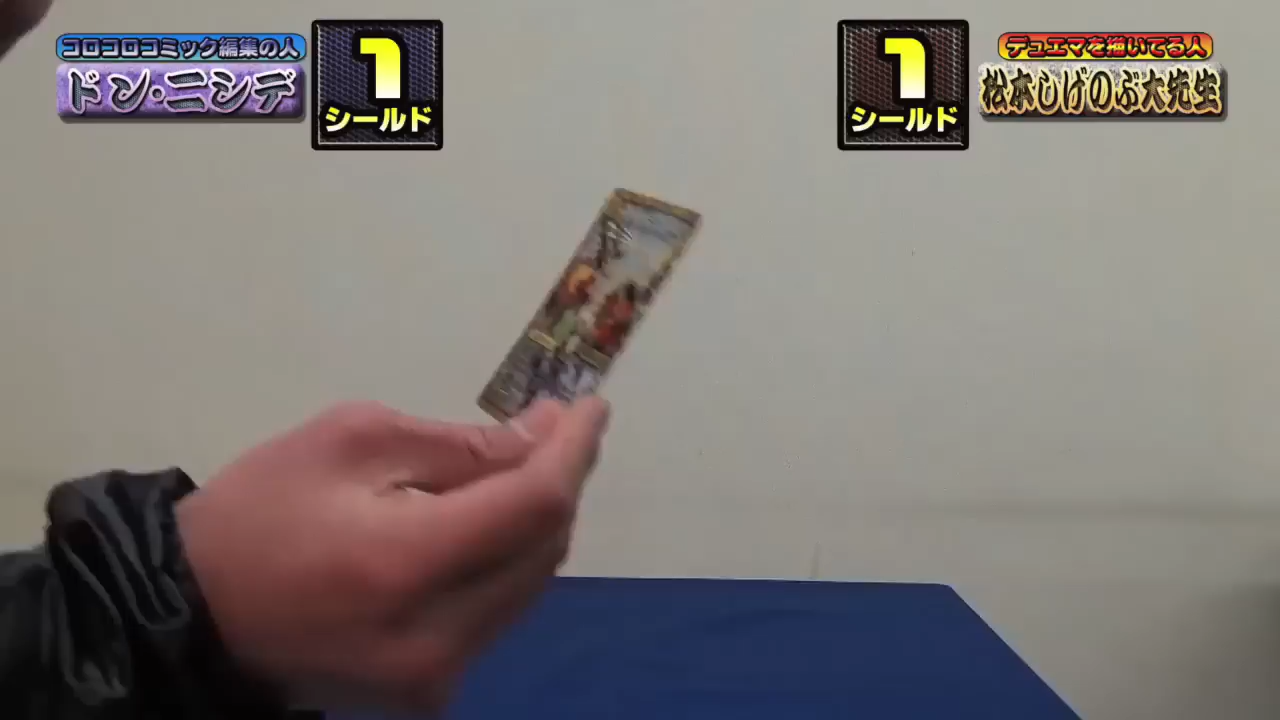 コロコロコミック編集の人
ドン・ニシデ
1
シールド
1
シールド
デュエマを描いてる人
松本しげのぶ大先生